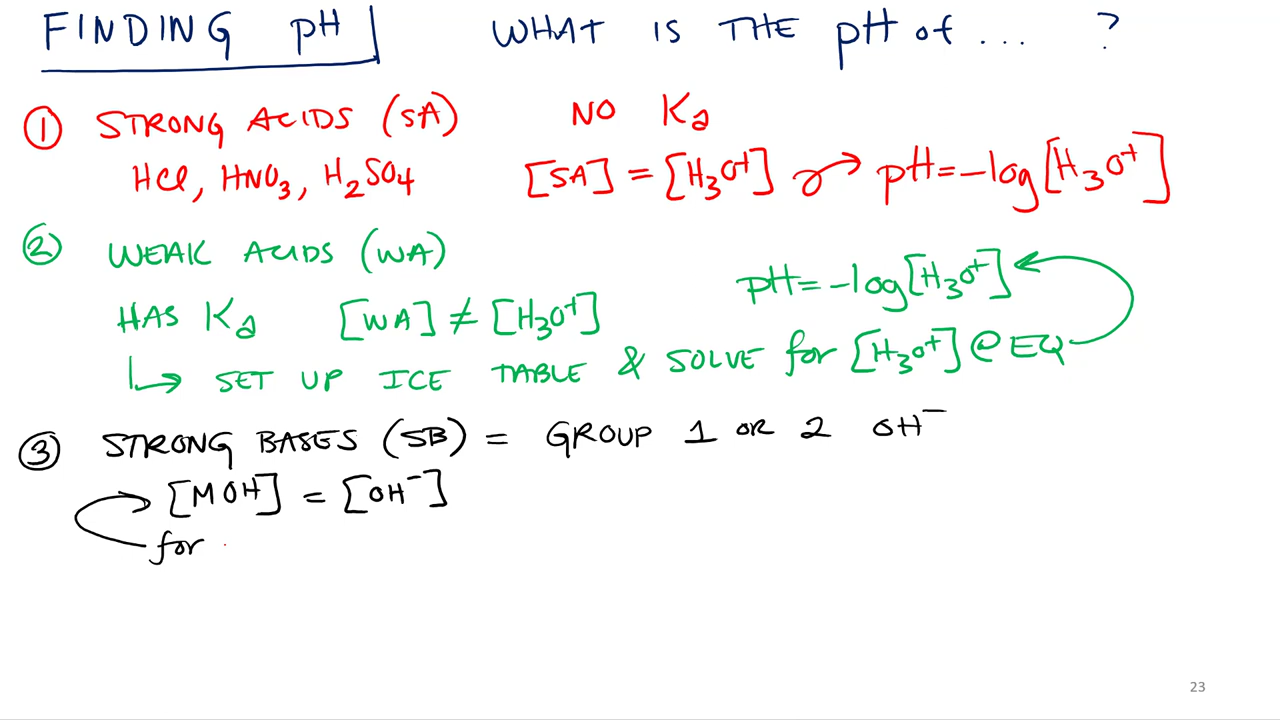 FINDING pH WHAT IS THE pH of ... ?
① STRONG ACIDS (SA) NO Ka
HCl, HNO₃, H₂SO₄ [SA] = [H₃O⁺] → pH = -log[H₃O⁺]
② WEAK ACIDS (WA)
pH = -log[H₃O⁺]
HAS Ka [WA] ≠ [H₃O⁺]
↳ SET UP ICE TABLE & SOLVE for [H₃O⁺] @ EQ
③ STRONG BASES (SB) = GROUP 1 OR 2 OH⁻
[MOH] = [OH⁻]
for
23